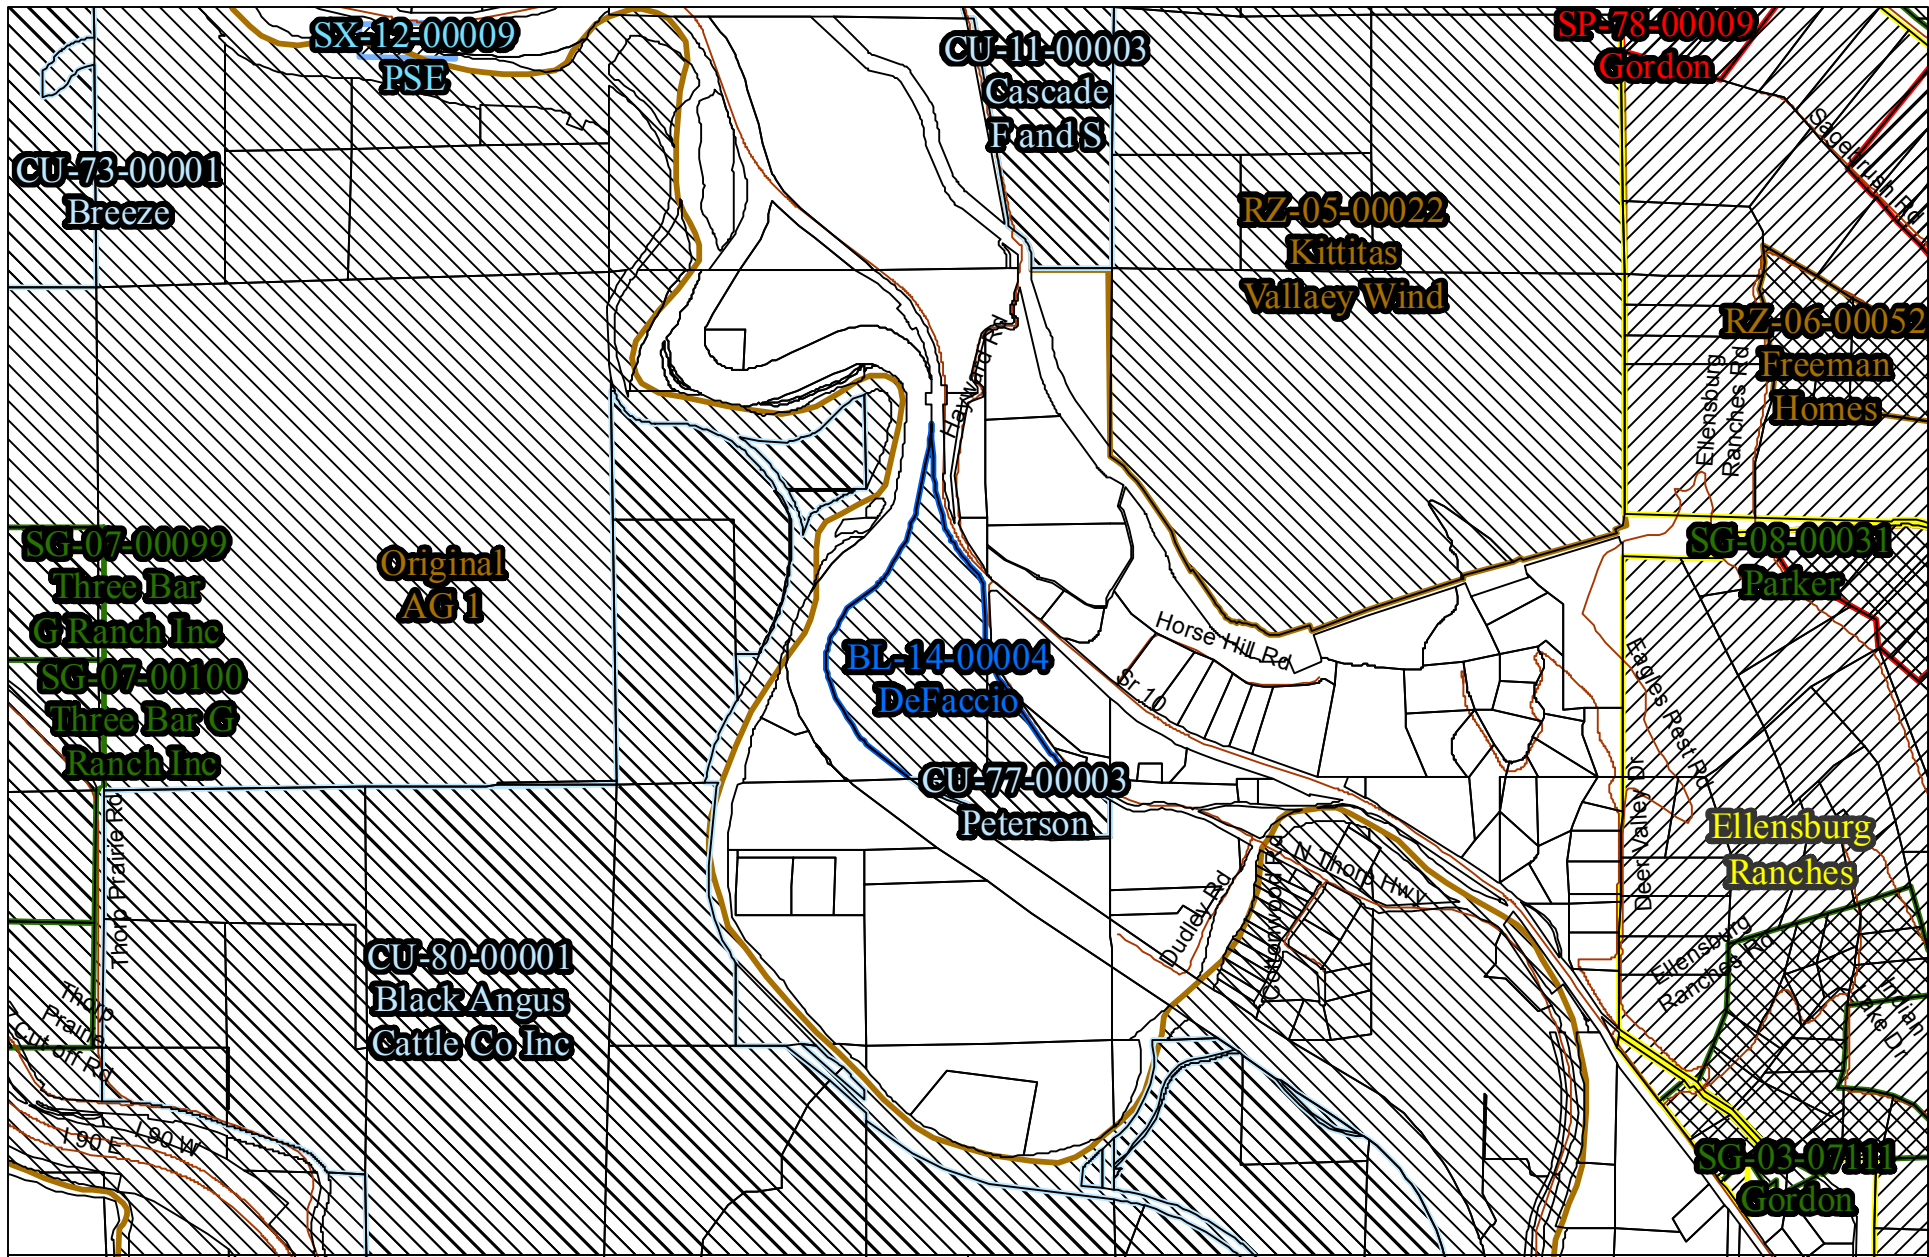 SX-12-00009
PSE
CU-11-00003
Cascade
F and S
SP-78-00009
Gordon
Sagebrush Rd
CU-73-00001
Breeze
RZ-05-00022
Kittitas
Vallaey Wind
RZ-06-00052
Freeman
Homes
Hayward Rd
Ellensburg
Ranches Rd
SG-07-00099
Three Bar
G Ranch Inc
SG-07-00100
Three Bar G
Ranch Inc
Original
AG 1
SG-08-00031
Parker
BL-14-00004
DeFaccio
Horse Hill Rd
Sr 10
Eagles Rest Rd
Deer Valley Dr
CU-77-00003
Peterson
Ellensburg
Ranches
Thorp Prairie Rd
N Thorp Hwy
Cottonwood Rd
Dudley Rd
Ellensburg
Ranches Rd
Indian
Lake Dr
CU-80-00001
Black Angus
Cattle Co Inc
Thorp
Prairie
Cut off Rd
I 90 E
I 90 W
SG-03-07111
Gordon